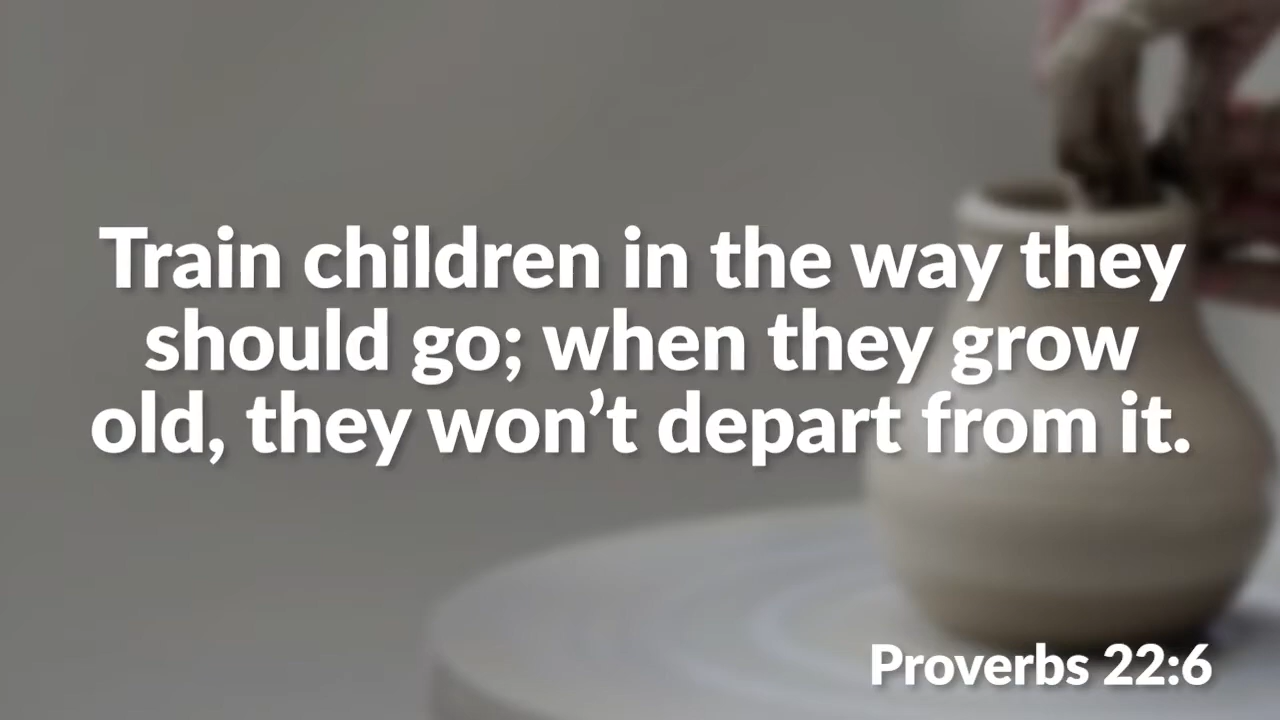 Train children in the way they
should go; when they grow
old, they won’t depart from it.
Proverbs 22:6